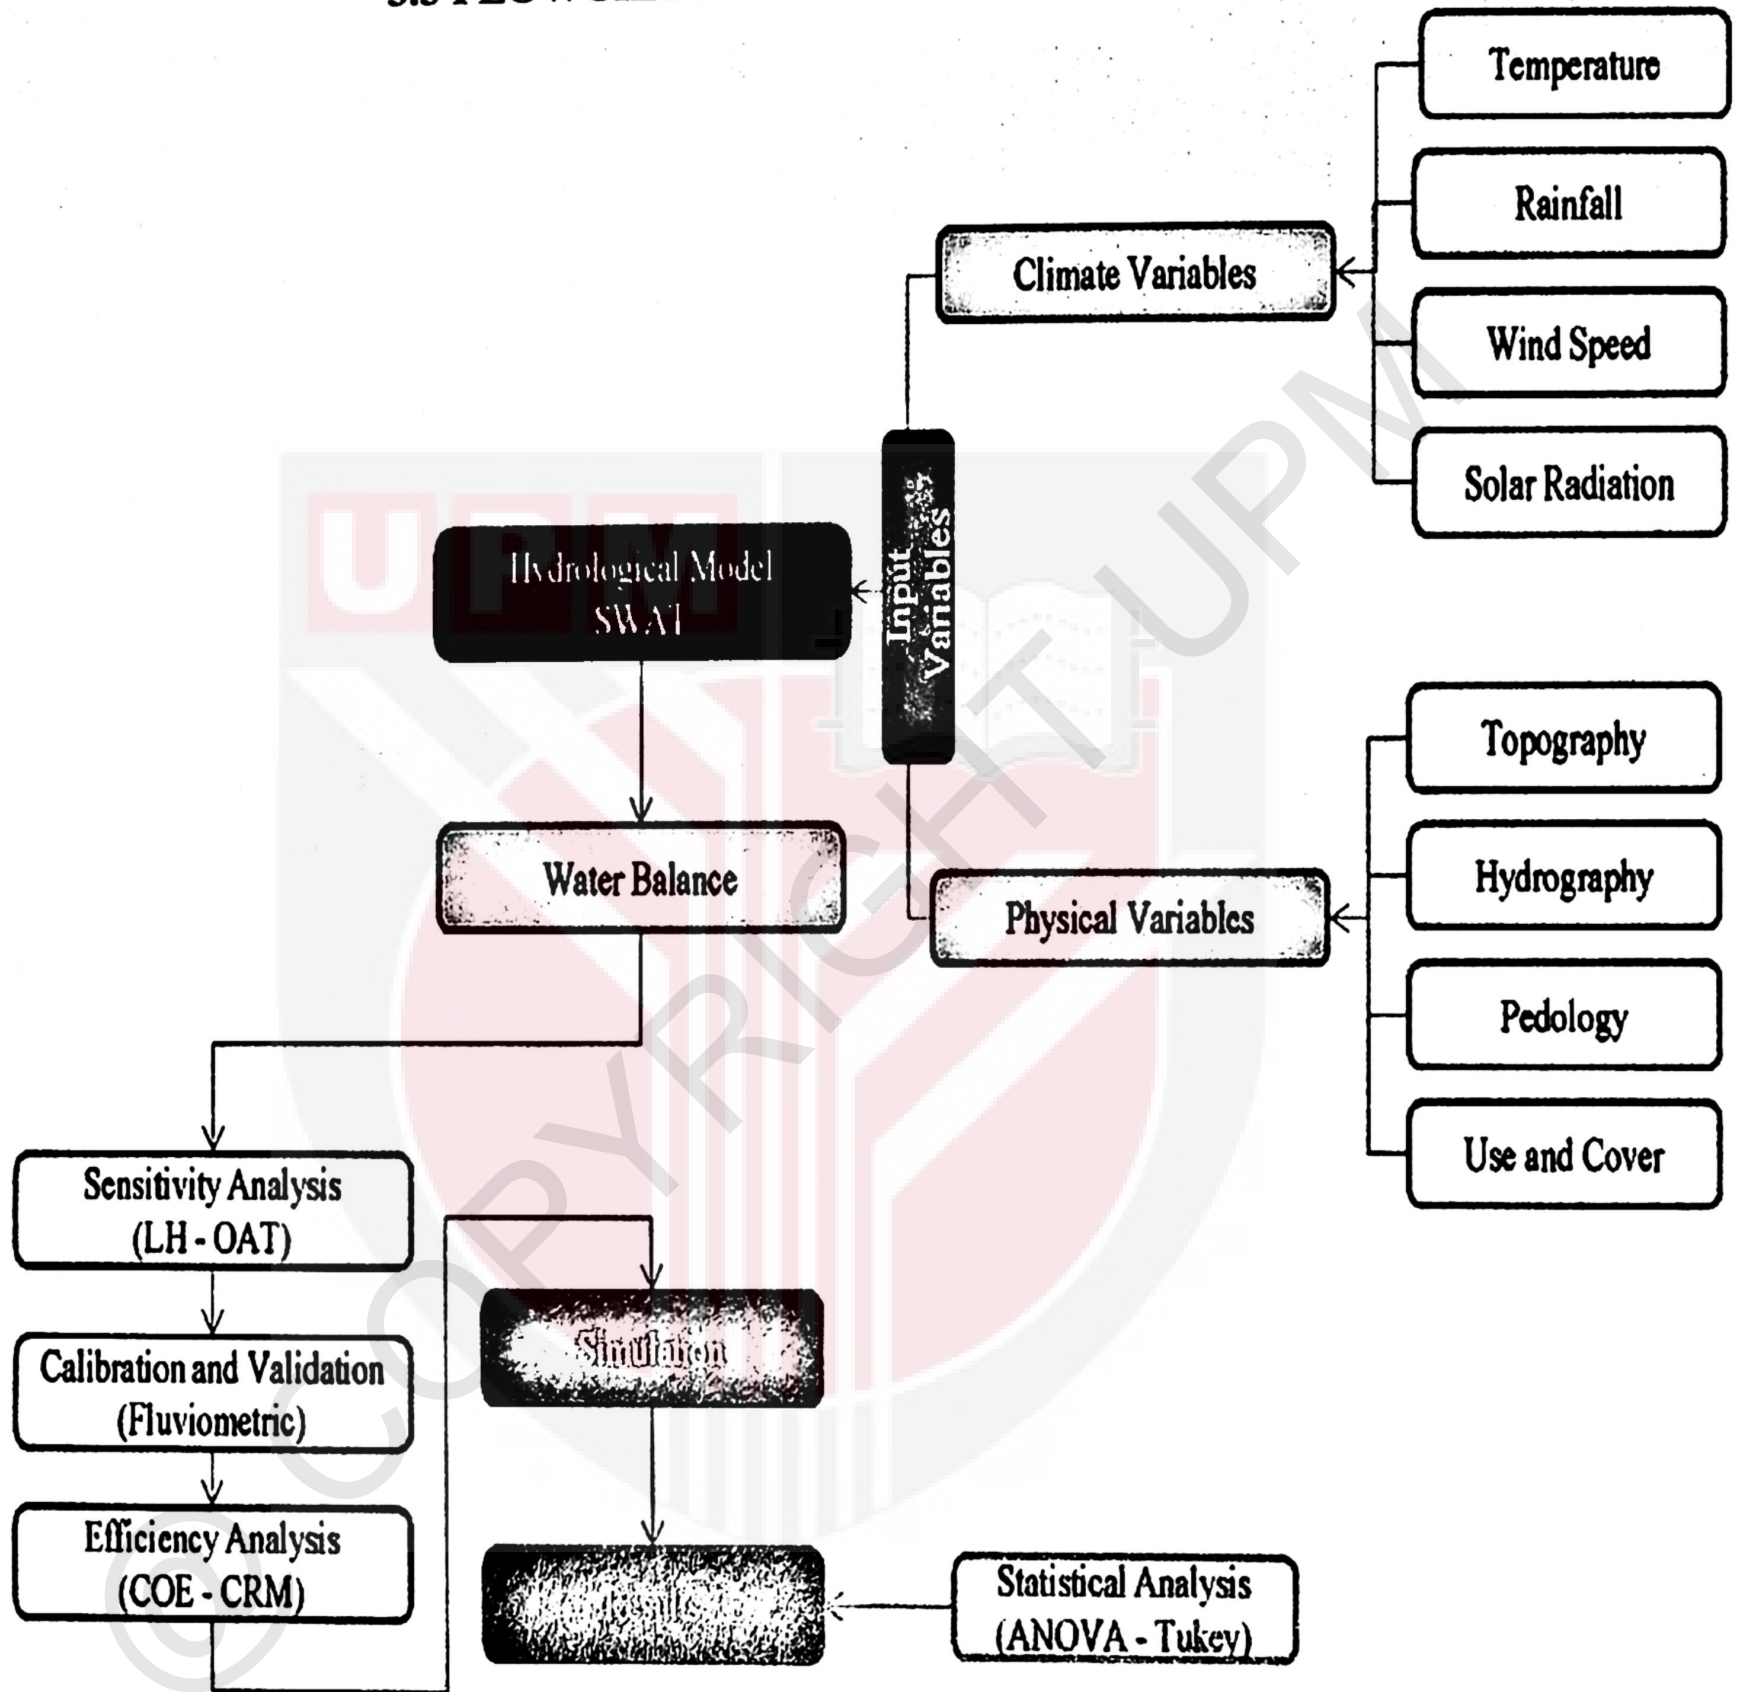 Temperature
Rainfall
Climate Variables
Wind Speed
Solar Radiation
UPM
Hydrological Model
SWAT
Input
Variables
Topography
Hydrography
Water Balance
Physical Variables
Pedology
Use and Cover
Sensitivity Analysis
(LH - OAT)
Simulation
Calibration and Validation
(Fluviometric)
Efficiency Analysis
(COE - CRM)
Statistical Analysis
(ANOVA - Tukey)
© COPYRIGHT UPM